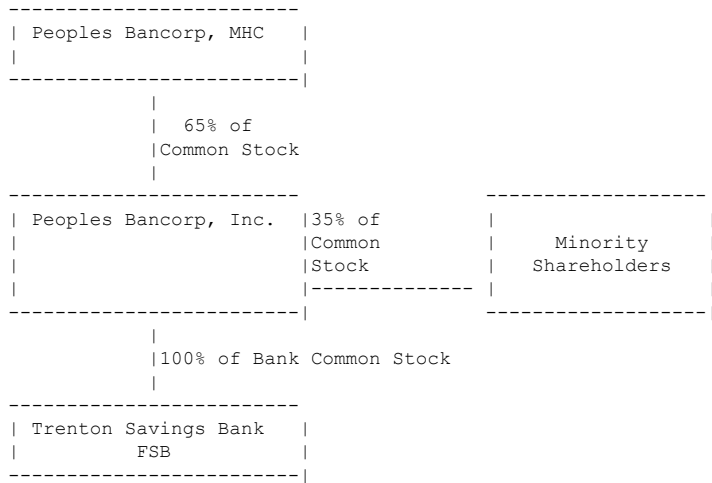 Peoples Bancorp, MHC
65% of
Common Stock
Peoples Bancorp, Inc.
35% of
Common
Stock
Minority
Shareholders
100% of Bank Common Stock
Trenton Savings Bank
FSB